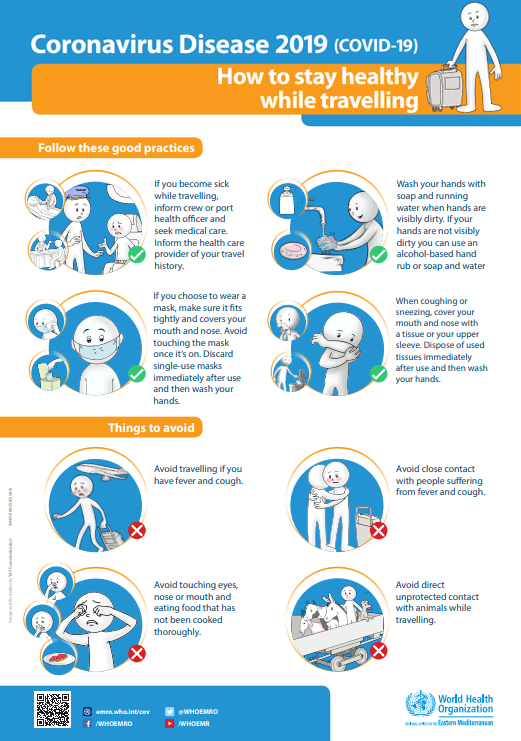 Coronavirus Disease 2019 (COVID-19)
How to stay healthy
while travelling
Follow these good practices
If you become sick
while travelling,
inform crew or port
health officer and
seek medical care.
Inform the health care
provider of your travel
history.
Wash your hands with
soap and running
water when hands are
visibly dirty. If your
hands are not visibly
dirty you can use an
alcohol-based hand
rub or soap and water
If you choose to wear a
mask, make sure it fits
tightly and covers your
mouth and nose. Avoid
touching the mask
once it's on. Discard
single-use masks
immediately after use
and then wash your
hands.
When coughing or
sneezing, cover your
mouth and nose with
a tissue or your upper
sleeve. Dispose of used
tissues immediately
after use and then wash
your hands.
Things to avoid
Avoid travelling if you
have fever and cough.
Avoid close contact
with people suffering
from fever and cough.
Avoid touching eyes,
nose or mouth and
eating food that has
not been cooked
thoroughly.
Avoid direct
unprotected contact
with animals while
travelling.
emro.who.int/cov
@WHOEMRO
/WHOEMRO
/WHOEMR
World Health
Organization
REGIONAL OFFICE FOR THE Eastern Mediterranean